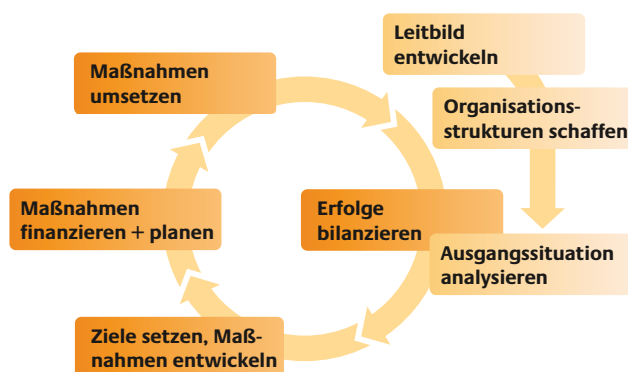 Leitbild
entwickeln
Maßnahmen
umsetzen
Organisations-
strukturen schaffen
Maßnahmen
finanzieren + planen
Erfolge
bilanzieren
Ausgangssituation
analysieren
Ziele setzen, Maß-
nahmen entwickeln